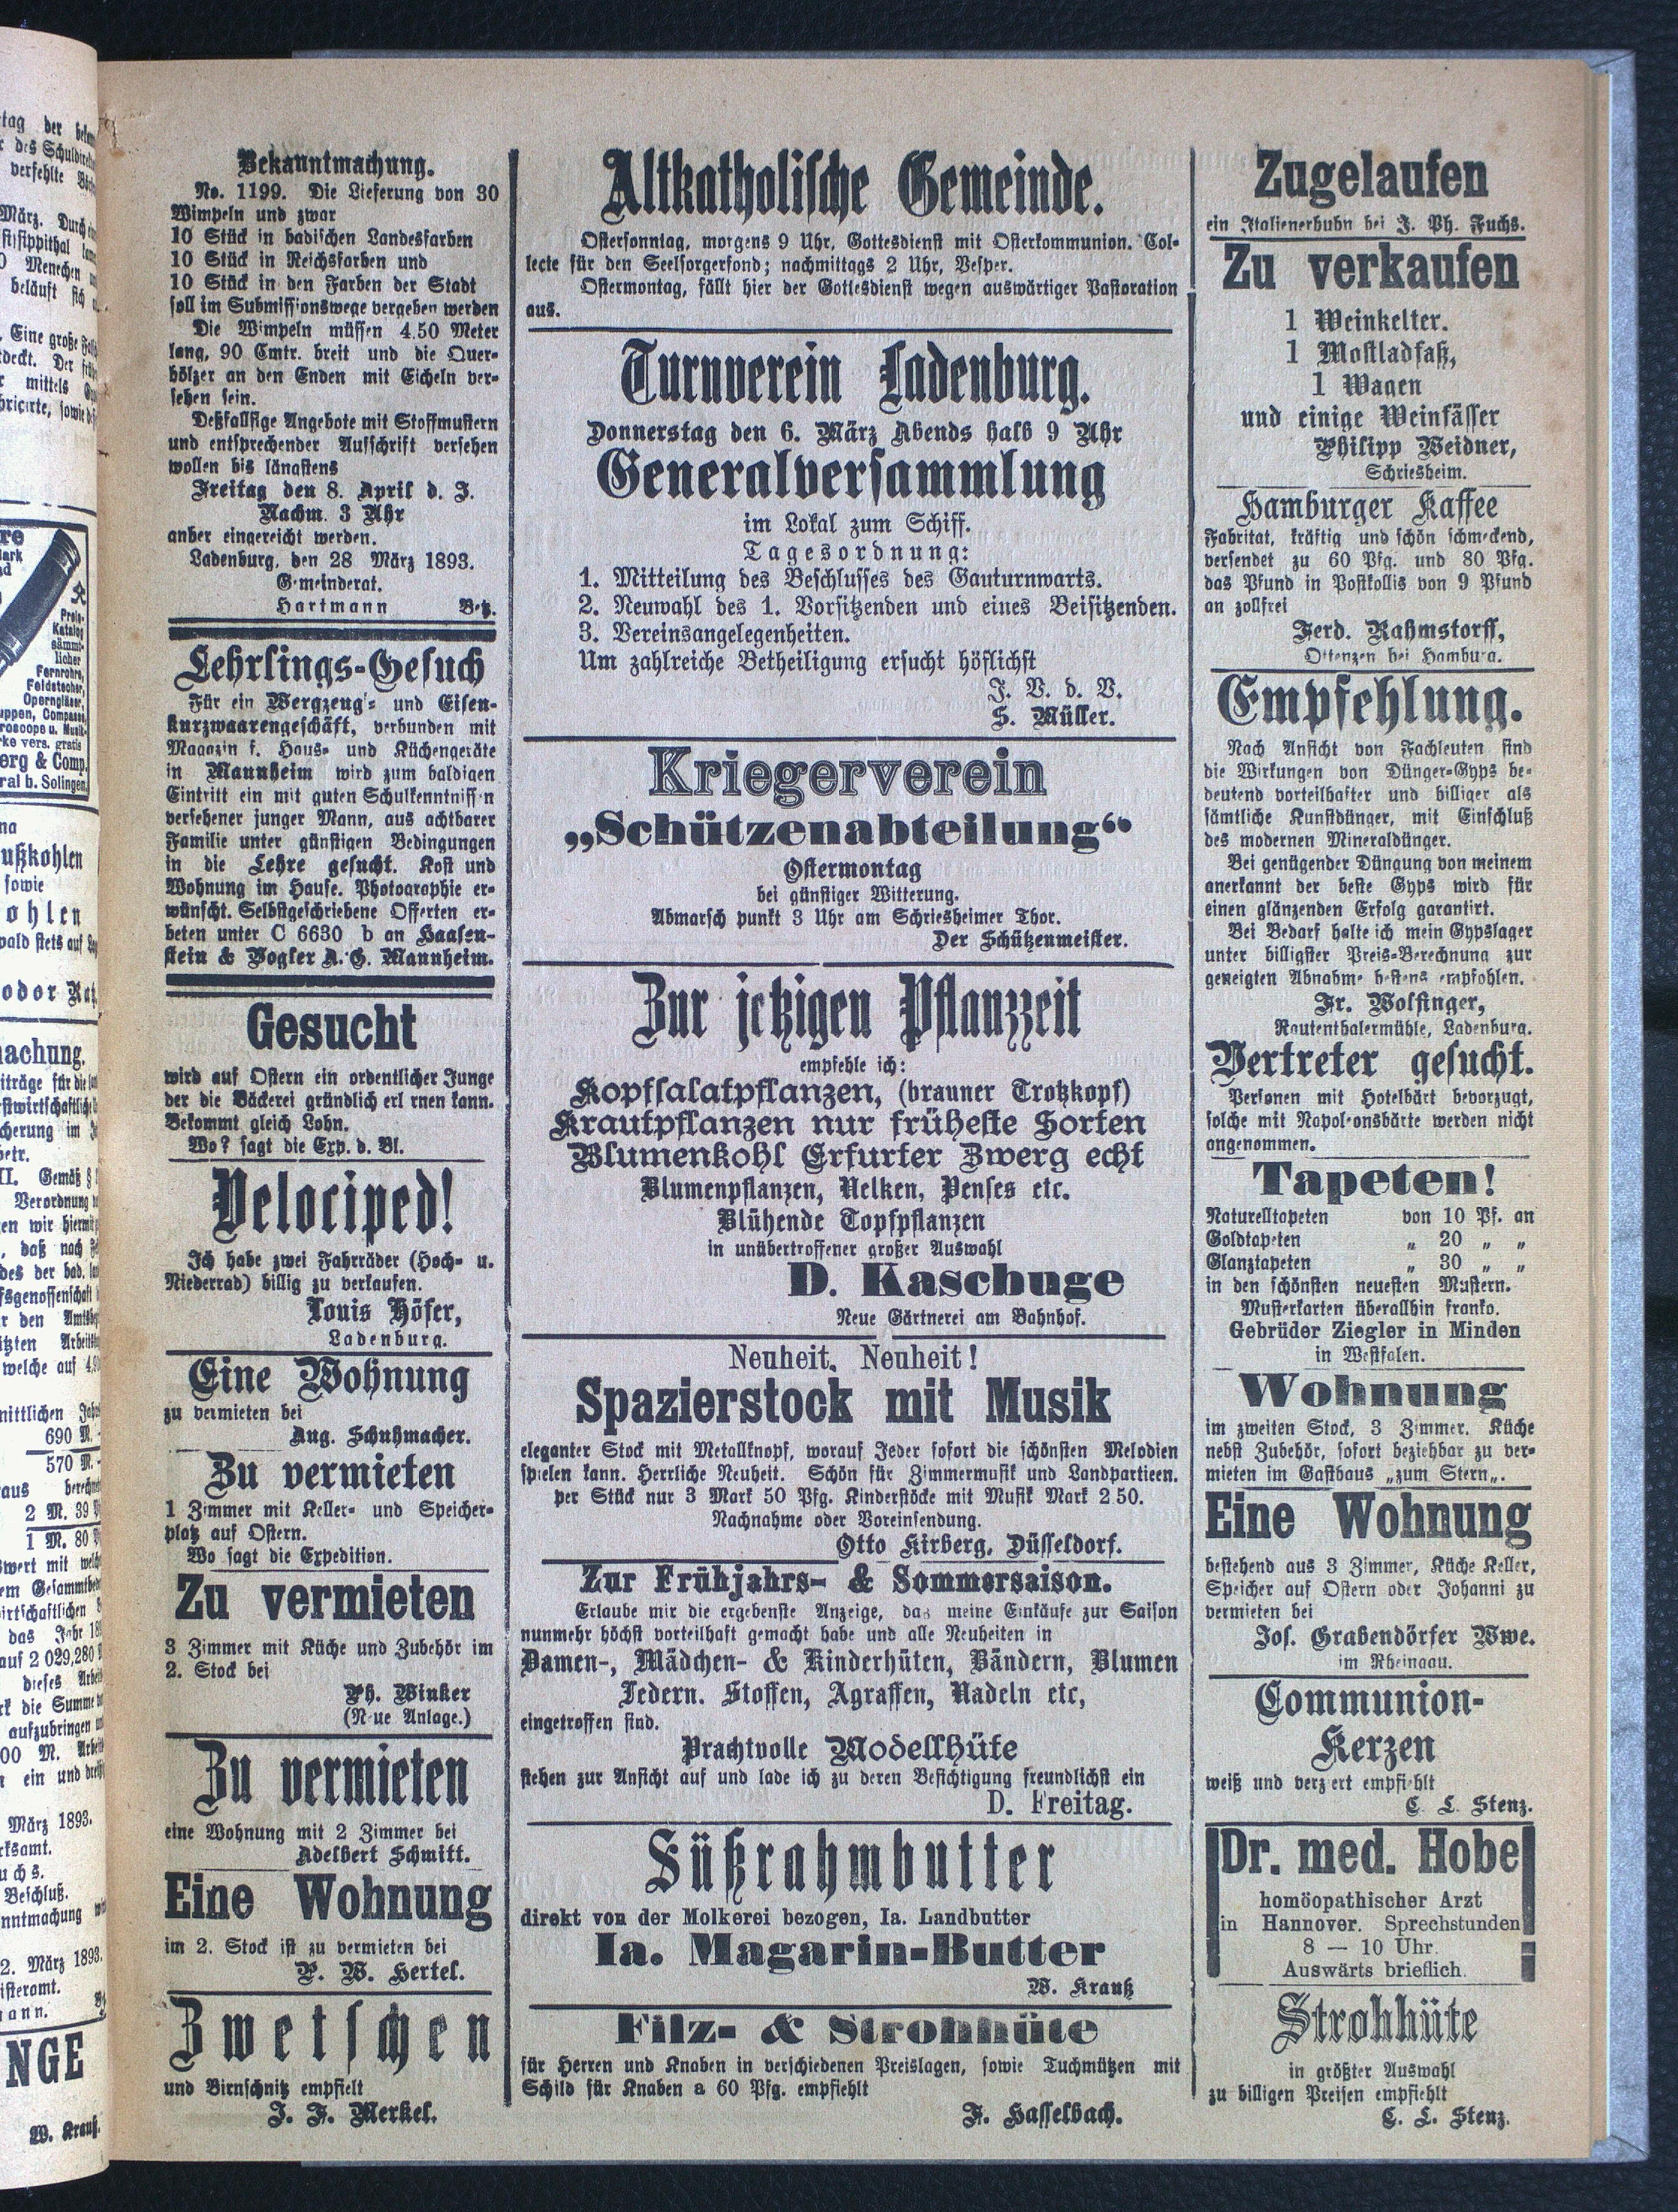 Bekanntmachung.
No. 1199. Die Lieferung von 30
Wimpeln und zwar
10 Stück in badischen Landesfarben
10 Stück in Reichsfarben und
10 Stück in den Farben der Stadt
soll im Submissionswege vergeben werden
Die Wimpeln müssen 4.50 Meter
lang, 90 Cmtr. breit und die Quer-
hölzer an den Enden mit Eicheln ver-
sehen sein.
Deßfallsige Angebote mit Stoffmustern
und entsprechender Aufschrift versehen
wollen bis längstens
Freitag den 8. April d. J.
Nachm. 3 Uhr
anher eingereicht werden.
Ladenburg, den 28 März 1893.
Gemeinderat.
Hartmann Betz.
Lehrlings-Gesuch
Für ein Wergzeug- und Eisen-
kurzwaarengeschäft, verbunden mit
Magazin f. Haus- und Küchengeräte
in Mannheim wird zum baldigen
Eintritt ein mit guten Schulkenntnissen
versehener junger Mann, aus achtbarer
Familie unter günstigen Bedingungen
in die Lehre gesucht. Kost und
Wohnung im Hause. Photographie er-
wünscht. Selbstgeschriebene Offerten er-
beten unter C 6630 b an Haasen-
stein & Vogler A.G. Mannheim.
Gesucht
wird auf Ostern ein ordentlicher Junge
der die Bäckerei gründlich erlernen kann.
Bekommt gleich Lohn.
Wo? sagt die Exp. d. Bl.
Velociped!
Ich habe zwei Fahrräder (Hoch- u.
Niederrad) billig zu verkaufen.
Louis Höfer,
Ladenburg.
Eine Wohnung
zu vermieten bei
Aug. Schuhmacher.
Zu vermieten
1 Zimmer mit Keller- und Speicher-
platz auf Ostern.
Wo sagt die Expedition.
Zu vermieten
3 Zimmer mit Küche und Zubehör im
2. Stock bei
Ph. Winker
(Neue Anlage.)
Zu vermieten
eine Wohnung mit 2 Zimmer bei
Adelbert Schmitt.
Eine Wohnung
im 2. Stock ist zu vermieten bei
P. W. Hertel.
Zwetschen
und Birnschnitz empfielt
J. F. Merkel.
Altkatholische Gemeinde.
Ostersonntag, morgens 9 Uhr, Gottesdienst mit Osterkommunion. Col-
lecte für den Seelsorgerfond; nachmittags 2 Uhr, Vesper.
Ostermontag, fällt hier der Gottesdienst wegen auswärtiger Pastoration
aus.
Turnverein Ladenburg.
Donnerstag den 6. März Abends halb 9 Uhr
Generalversammlung
im Lokal zum Schiff.
Tagesordnung:
1. Mitteilung des Beschlusses des Gauturnwarts.
2. Neuwahl des 1. Vorsitzenden und eines Beisitzenden.
3. Vereinsangelegenheiten.
Um zahlreiche Betheiligung ersucht höflichst
J. V. d. V.
S. Müller.
Kriegerverein
„Schützenabteilung“
Ostermontag
bei günstiger Witterung.
Abmarsch punkt 3 Uhr am Schriesheimer Thor.
Der Schützenmeister.
Zur jetzigen Pflanzzeit
empfehle ich:
Kopfsalatpflanzen, (brauner Trotzkopf)
Krautpflanzen nur früheste Sorten
Blumenkohl Erfurter Zwerg echt
Blumenpflanzen, Nelken, Penses etc.
Blühende Topfpflanzen
in unübertroffener großer Auswahl
D. Kaschuge
Neue Gärtnerei am Bahnhof.
Neuheit. Neuheit!
Spazierstock mit Musik
eleganter Stock mit Metallknopf, worauf Jeder sofort die schönsten Melodien
spielen kann. Herrliche Neuheit. Schön für Zimmermusik und Landpartieen.
per Stück nur 3 Mark 50 Pfg. Kinderstöcke mit Musik Mark 2.50.
Nachnahme oder Voreinsendung.
Otto Kirberg, Düsseldorf.
Zur Frühjahrs- & Sommersaison.
Erlaube mir die ergebenste Anzeige, das meine Einkäufe zur Saison
nunmehr höchst vorteilhaft gemacht habe und alle Neuheiten in
Damen-, Mädchen- & Kinderhüten, Bändern, Blumen
Federn. Stoffen, Agraffen, Nadeln etc,
eingetroffen sind.
Prachtvolle Modellhüte
stehen zur Ansicht auf und lade ich zu deren Besichtigung freundlichst ein
D. Freitag.
Süßrahmbutter
direkt von der Molkerei bezogen, Ia. Landbutter
Ia. Magarin-Butter
W. Krauß
Filz- & Strohhüte
für Herren und Knaben in verschiedenen Preislagen, sowie Tuchmützen mit
Schild für Knaben a 60 Pfg. empfiehlt
F. Hasselbach.
Zugelaufen
ein Italienerhuhn bei J. Ph. Fuchs.
Zu verkaufen
1 Weinkelter.
1 Mostladfaß,
1 Wagen
und einige Weinfässer
Philipp Weidner,
Schriesheim.
Hamburger Kaffee
Fabritat, kräftig und schön schmeckend,
versendet zu 60 Pfg. und 80 Pfg.
das Pfund in Postkollis von 9 Pfund
an zollfrei
Ferd. Rahmstorff,
Ottenzen bei Hamburg.
Empfehlung.
Nach Ansicht von Fachleuten sind
die Wirkungen von Dünger-Gyps be-
deutend vorteilhafter und billiger als
sämtliche Kunstdünger, mit Einschluß
des modernen Mineraldünger.
Bei genügender Düngung von meinem
anerkannt der beste Gyps wird für
einen glänzenden Erfolg garantirt.
Bei Bedarf halte ich mein Gypslager
unter billigster Preis-Berechnung zur
geneigten Abnahme bestens empfohlen.
Fr. Wolfinger,
Rautenthalermühle, Ladenburg.
Vertreter gesucht.
Personen mit Hotelbärt bevorzugt,
solche mit Napoleonsbärte werden nicht
angenommen.
Tapeten!
Naturelltapeten von 10 Pf. an
Goldtapeten „ 20 „ „
Glanztapeten „ 30 „ „
in den schönsten neuesten Mustern.
Musterkarten überallhin franko.
Gebrüder Ziegler in Minden
in Westfalen.
Wohnung
im zweiten Stock, 3 Zimmer. Küche
nebst Zubehör, sofort beziehbar zu ver-
mieten im Gasthaus „zum Stern„.
Eine Wohnung
bestehend aus 3 Zimmer, Küche Keller,
Speicher auf Ostern oder Johanni zu
vermieten bei
Jos. Grabendörfer Wwe.
im Rheingau.
Communion-
Kerzen
weiß und verziert empfiehlt
C. L. Stenz.
Dr. med. Hobe
homöopathischer Arzt
in Hannover. Sprechstunden
8 — 10 Uhr.
Auswärts brieflich.
Strohhüte
in größter Auswahl
zu billigen Preisen empfiehlt
C. L. Stenz.